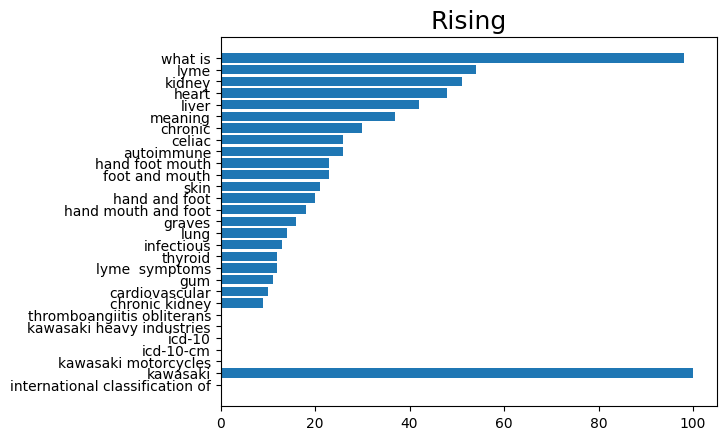 Rising
what is
lyme
kidney
heart
liver
meaning
chronic
celiac
autoimmune
hand foot mouth
foot and mouth
skin
hand and foot
hand mouth and foot
graves
lung
infectious
thyroid
lyme  symptoms
gum
cardiovascular
chronic kidney
thromboangiitis obliterans
kawasaki heavy industries
icd-10
icd-10-cm
kawasaki motorcycles
kawasaki
international classification of
0 20 40 60 80 100